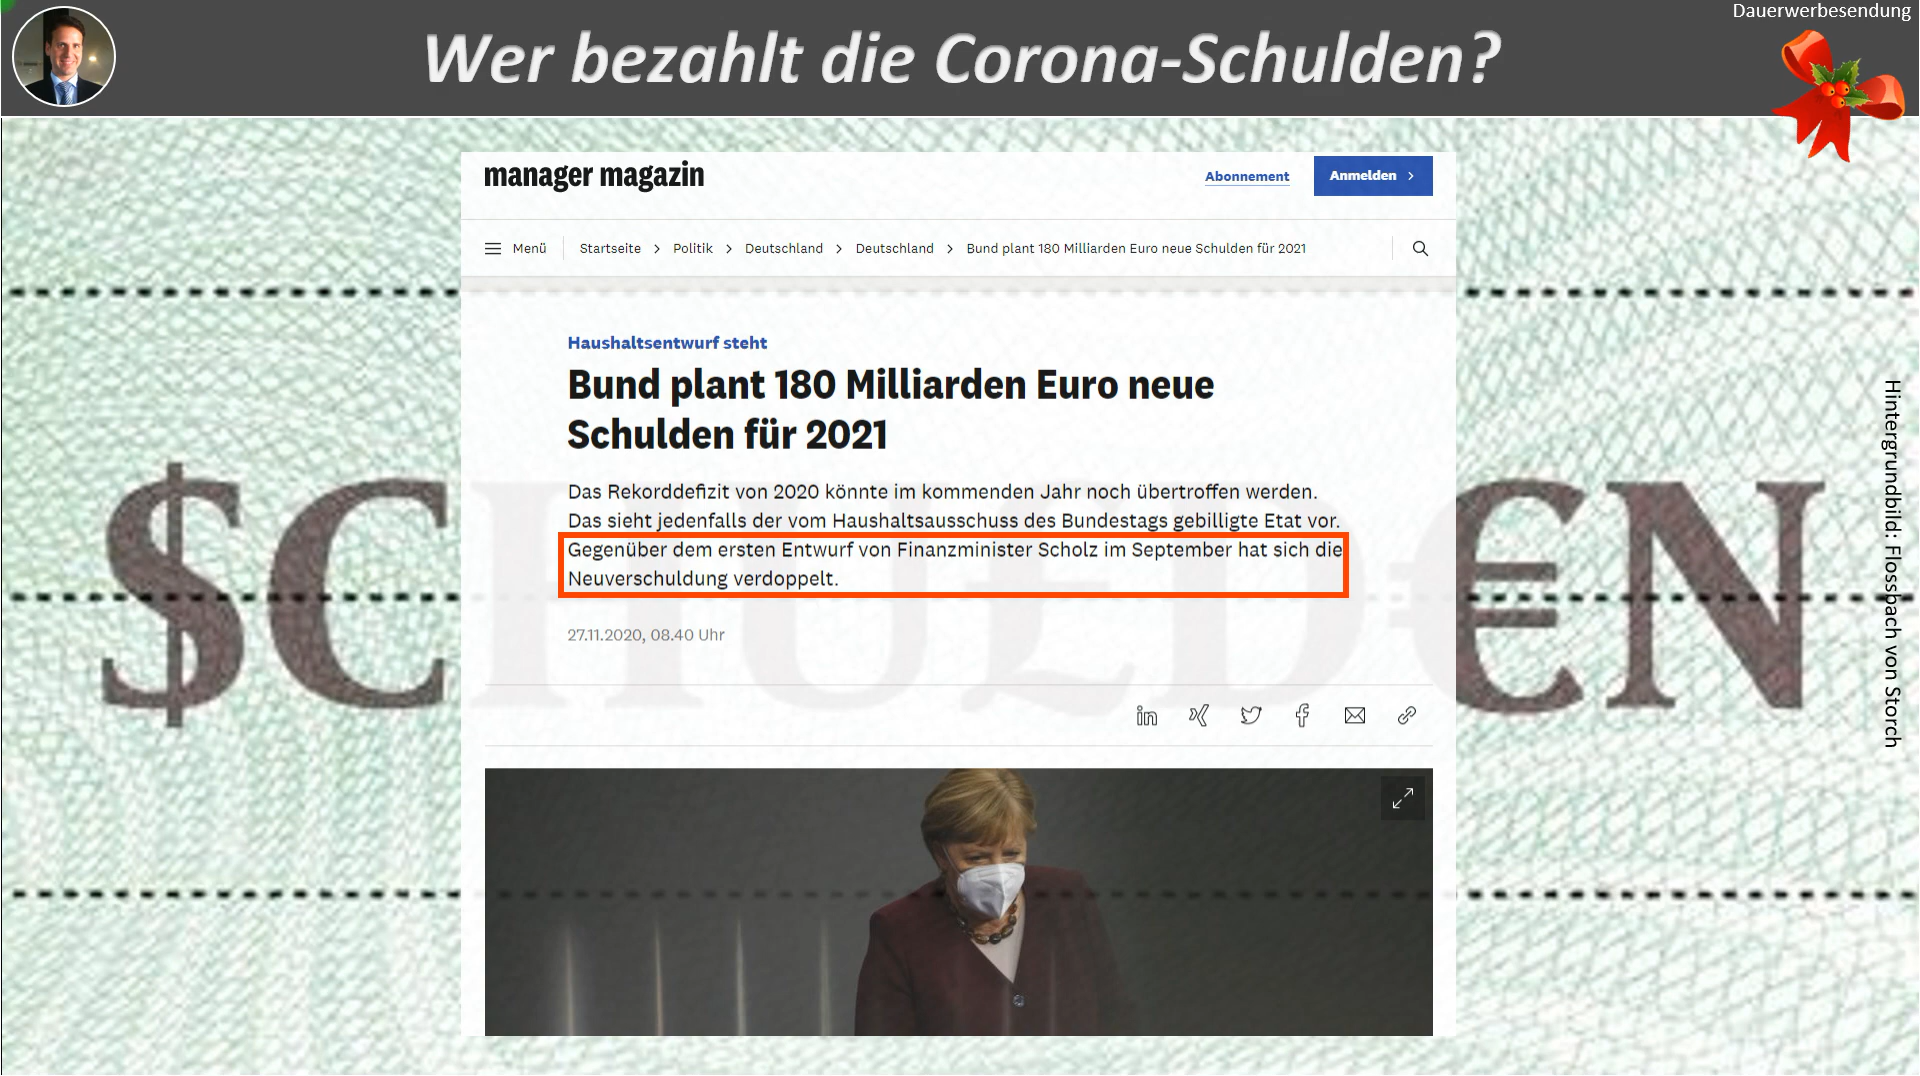 Dauerwerbesendung
Wer bezahlt die Corona-Schulden?
manager magazin
Abonnement
Anmelden
Menü
Startseite > Politik > Deutschland > Deutschland > Bund plant 180 Milliarden Euro neue Schulden für 2021
Haushaltsentwurf steht
Bund plant 180 Milliarden Euro neue
Schulden für 2021
Das Rekorddefizit von 2020 könnte im kommenden Jahr noch übertroffen werden.
Das sieht jedenfalls der vom Haushaltsausschuss des Bundestags gebilligte Etat vor.
Gegenüber dem ersten Entwurf von Finanzminister Scholz im September hat sich die
Neuverschuldung verdoppelt.
27.11.2020, 08.40 Uhr
$CHU£D€N
Hintergrundbild: Flossbach von Storch